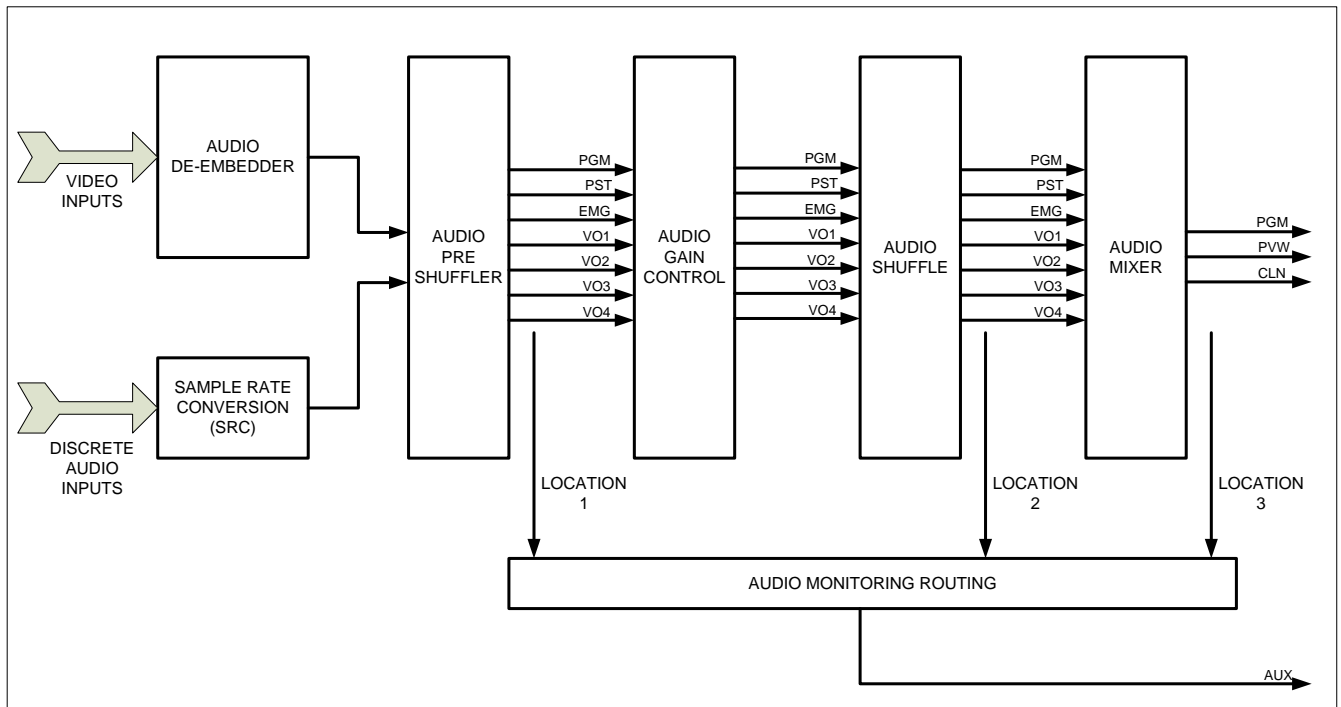 VIDEO
INPUTS
AUDIO
DE-EMBEDDER
DISCRETE
AUDIO
INPUTS
SAMPLE RATE
CONVERSION
(SRC)
AUDIO
PRE
SHUFFLER
PGM
PST
EMG
VO1
VO2
VO3
VO4
AUDIO
GAIN
CONTROL
PGM
PST
EMG
VO1
VO2
VO3
VO4
AUDIO
SHUFFLE
PGM
PST
EMG
VO1
VO2
VO3
VO4
AUDIO
MIXER
PGM
PVW
CLN
LOCATION
1
LOCATION
2
LOCATION
3
AUDIO MONITORING ROUTING
AUX